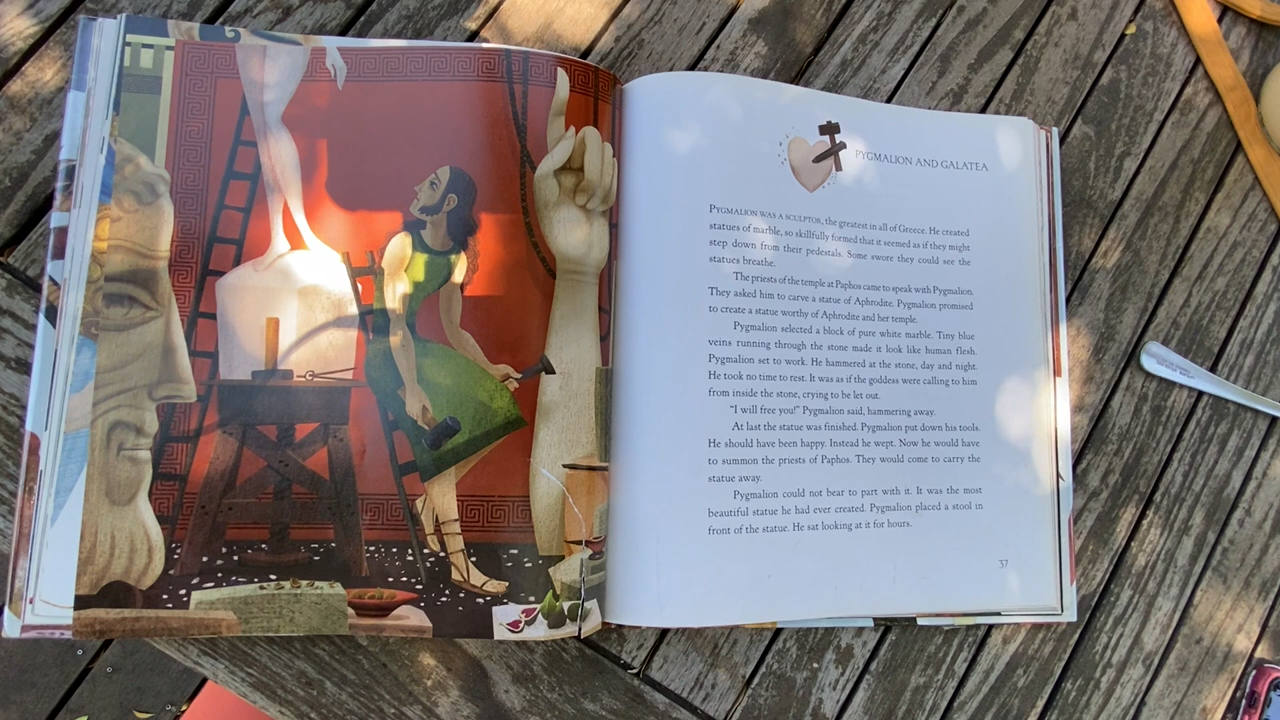 PYGMALION AND GALATEA
PYGMALION WAS A SCULPTOR, the greatest in all of Greece. He created
statues of marble, so skillfully formed that it seemed as if they might
step down from their pedestals. Some swore they could see the
statues breathe.
The priests of the temple at Paphos came to speak with Pygmalion.
They asked him to carve a statue of Aphrodite. Pygmalion promised
to create a statue worthy of Aphrodite and her temple.
Pygmalion selected a block of pure white marble. Tiny blue
veins running through the stone made it look like human flesh.
Pygmalion set to work. He hammered at the stone, day and night.
He took no time to rest. It was as if the goddess were calling to him
from inside the stone, crying to be let out.
"I will free you!" Pygmalion said, hammering away.
At last the statue was finished. Pygmalion put down his tools.
He should have been happy. Instead he wept. Now he would have
to summon the priests of Paphos. They would come to carry the
statue away.
Pygmalion could not bear to part with it. It was the most
beautiful statue he had ever created. Pygmalion placed a stool in
front of the statue. He sat looking at it for hours.
37